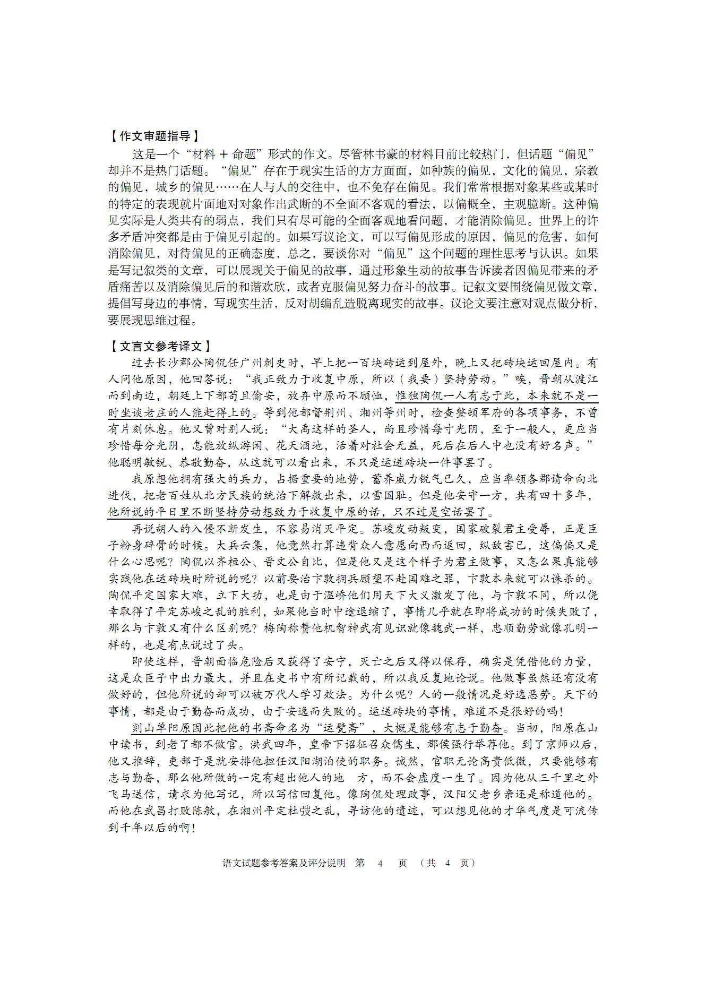 【作文审题指导】
这是一个“材料 + 命题”形式的作文。尽管林书豪的材料目前比较热门，但话题“偏见”
却并不是热门话题。“偏见”存在于现实生活的方方面面，如种族的偏见，文化的偏见，宗教
的偏见，城乡的偏见……在人与人的交往中，也不免存在偏见。我们常常根据对象某些或某时
的特定的表现就片面地对对象作出武断的不全面不客观的看法，以偏概全，主观臆断。这种偏
见实际是人类共有的弱点，我们只有尽可能的全面客观地看问题，才能消除偏见。世界上的许
多矛盾冲突都是由于偏见引起的。如果写议论文，可以写偏见形成的原因，偏见的危害，如何
消除偏见，对待偏见的正确态度，总之，要谈你对“偏见”这个问题的理性思考与认识。如果
是写记叙类的文章，可以展现关于偏见的故事，通过形象生动的故事告诉读者因偏见带来的矛
盾痛苦以及消除偏见后的和谐欢欣，或者克服偏见努力奋斗的故事。记叙文要围绕偏见做文章，
提倡写身边的事情，写现实生活，反对胡编乱造脱离现实的故事。议论文要注意对观点做分析，
要展现思维过程。
【文言文参考译文】
过去长沙郡公陶侃任广州刺史时，早上把一百块砖运到屋外，晚上又把砖块运回屋内。有
人问他原因，他回答说：“我正致力于收复中原，所以（我要）坚持劳动。”唉，晋朝从渡江
而到南边，朝廷上下都苟且偷安，放弃中原而不顾恤，惟独陶侃一人有志于此，本来就不是一
时坐谈老庄的人能赶得上的。等到他都督荆州、湘州等州时，检查整顿军府的各项事务，不曾
有片刻休息。他又曾对别人说：“大禹这样的圣人，尚且珍惜每寸光阴，至于一般人，更应当
珍惜每分光阴，怎能放纵游闲、花天酒地，活着对社会无益，死后在后人中也没有好名声。”
他聪明敏锐、恭敬勤奋，从这就可以看出来，不只是运送砖块一件事罢了。
我原想他拥有强大的兵力，占据重要的地势，蓄养威力锐气已久，应当率领各郡请命向北
进伐，把老百姓从北方民族的统治下解救出来，以雪国耻。但是他安守一方，共有四十多年，
他所说的平日里不断坚持劳动想致力于收复中原的话，只不过是空话罢了。
再说胡人的入侵不断发生，不容易消灭平定。苏峻发动叛变，国家破裂君主受辱，正是臣
子粉身碎骨的时候。大兵云集，他竟然打算违背众人意愿向西而返回，纵敌害己，这偏偏又是
什么心思呢？陶侃以齐桓公、晋文公自比，但是他又是这个样子为君主做事，又怎么果真能够
实践他在运砖块时所说的呢？以前要治卞敦拥兵顾望不赴国难之罪，卞敦本来就可以诛杀的。
陶侃平定国家大难，立下大功，也是由于温峤他们用天下大义激发了他，与卞敦不同，所以侥
幸取得了平定苏峻之乱的胜利，如果他当时中途退缩了，事情几乎就在即将成功的时候失败了，
那么与卞敦又有什么区别呢？梅陶称赞他机智神武有见识就像魏武一样，忠顺勤劳就像孔明一
样的，也是有点说过了头。
即使这样，晋朝面临危险后又获得了安宁，灭亡之后又得以保存，确实是凭借他的力量，
这是众臣子中出力最大，并且在史书中有所记载的，所以我反复地论说。他做事虽然还有没有
做好的，但他所说的却可以被万代人学习效法。为什么呢？人的一般情况是好逸恶劳。天下的
事情，都是由于勤奋而成功，由于安逸而失败的。运送砖块的事情，难道不是很好的吗！
剡山单阳原因此把他的书斋命名为“运甓斋”，大概是能够有志于勤奋。当初，阳原在山
中读书，到老了都不做官。洪武四年，皇帝下诏征召众儒生，郡侯强行举荐他。到了京师以后，
他又推辞，吏部于是就安排他担任汉阳湖泊使的职务。诚然，官职无论高贵低微，只要能够有
志与勤奋，那么他所做的一定有超出他人的地　方，而不会虚度一生了。因为他从三千里之外
飞马送信，请求为他写记，所以写信回复他。像陶侃处理政事，汉阳父老乡亲还是称道他的。
而他在武昌打败陈敏，在湘州平定杜弢之乱，寻访他的遗迹，可以想见他的才华气度是可流传
到千年以后的啊！
语文试题参考答案及评分说明 第 4 页 （共 4 页）